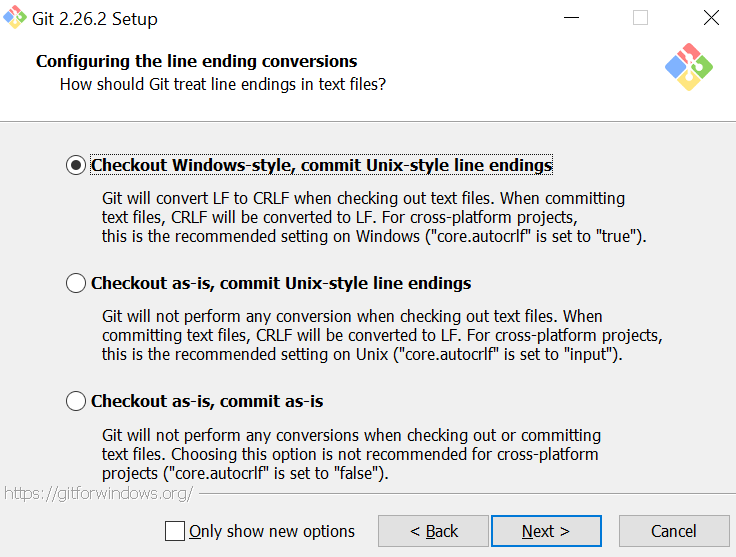 Git 2.26.2 Setup
Configuring the line ending conversions
How should Git treat line endings in text files?
Checkout Windows-style, commit Unix-style line endings
Git will convert LF to CRLF when checking out text files. When committing
text files, CRLF will be converted to LF. For cross-platform projects,
this is the recommended setting on Windows ("core.autocrlf" is set to "true").
Checkout as-is, commit Unix-style line endings
Git will not perform any conversion when checking out text files. When
committing text files, CRLF will be converted to LF. For cross-platform projects,
this is the recommended setting on Unix ("core.autocrlf" is set to "input").
Checkout as-is, commit as-is
Git will not perform any conversions when checking out or committing
text files. Choosing this option is not recommended for cross-platform
projects ("core.autocrlf" is set to "false").
https://gitforwindows.org/
Only show new options
< Back
Next >
Cancel